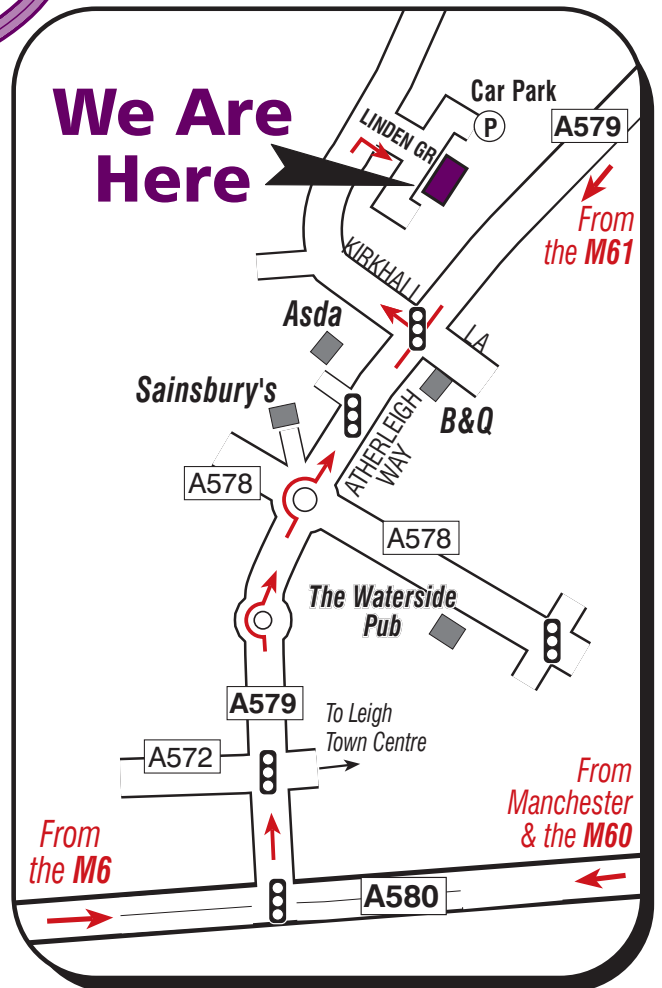 We Are
Here
Car Park
P
LINDEN GR
A579
From
the M61
KIRKHALL
LA
Asda
Sainsbury's
B&Q
ATHERLEIGH
WAY
A578
A578
The Waterside
Pub
A579
To Leigh
Town Centre
A572
From
Manchester
& the M60
From
the M6
A580